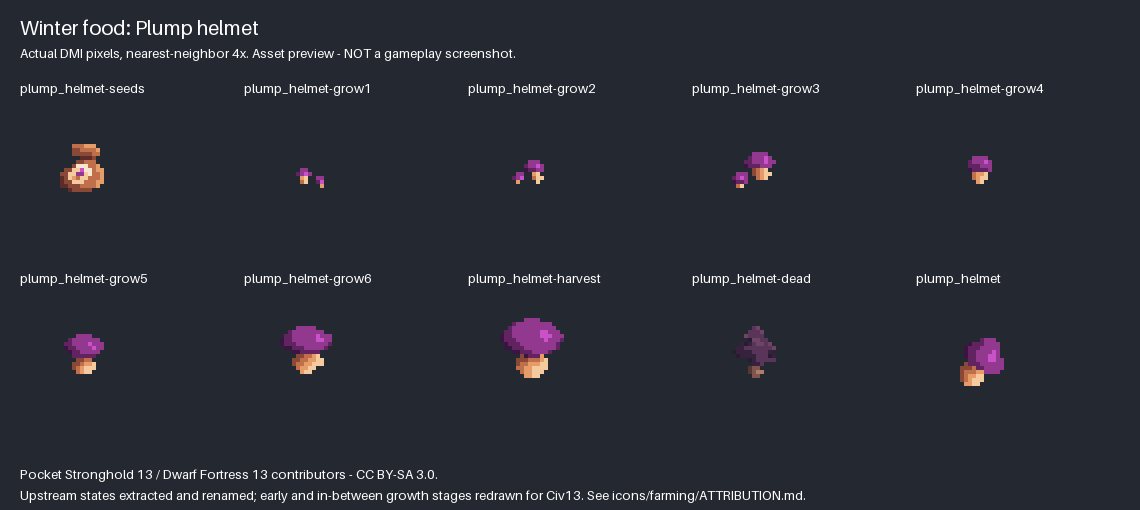 Winter food: Plump helmet
Actual DMI pixels, nearest-neighbor 4x. Asset preview - NOT a gameplay screenshot.
plump_helmet-seeds plump_helmet-grow1 plump_helmet-grow2 plump_helmet-grow3 plump_helmet-grow4
plump_helmet-grow5 plump_helmet-grow6 plump_helmet-harvest plump_helmet-dead plump_helmet
Pocket Stronghold 13 / Dwarf Fortress 13 contributors - CC BY-SA 3.0.
Upstream states extracted and renamed; early and in-between growth stages redrawn for Civ13. See icons/farming/ATTRIBUTION.md.